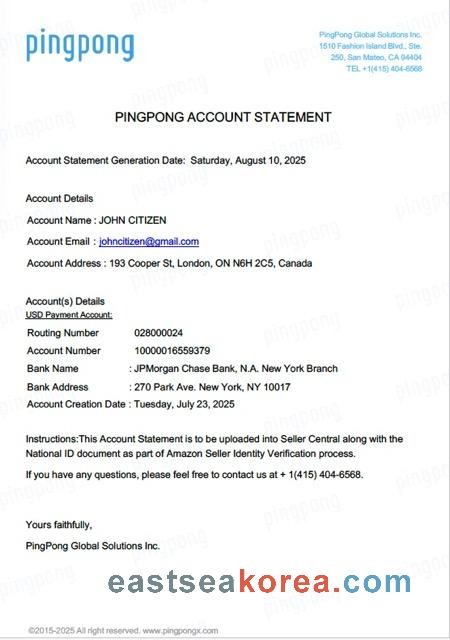 pingpong
PingPong Global Solutions Inc.
1510 Fashion Island Blvd., Ste.
250, San Mateo, CA 94404
TEL +1(415) 404-6568
PINGPONG ACCOUNT STATEMENT
Account Statement Generation Date: Saturday, August 10, 2025
Account Details
Account Name : JOHN CITIZEN
Account Email : johncitizen@gmail.com
Account Address : 193 Cooper St, London, ON N6H 2C5, Canada
Account(s) Details
USD Payment Account:
Routing Number 028000024
Account Number 10000016559379
Bank Name : JPMorgan Chase Bank, N.A. New York Branch
Bank Address : 270 Park Ave. New York, NY 10017
Account Creation Date : Tuesday, July 23, 2025
Instructions:This Account Statement is to be uploaded into Seller Central along with the
National ID document as part of Amazon Seller Identity Verification process.
If you have any questions, please feel free to contact us at + 1(415) 404-6568.
Yours faithfully,
PingPong Global Solutions Inc.
eastseakorea.com
©2015-2025 All right reserved. www.pingpongx.com